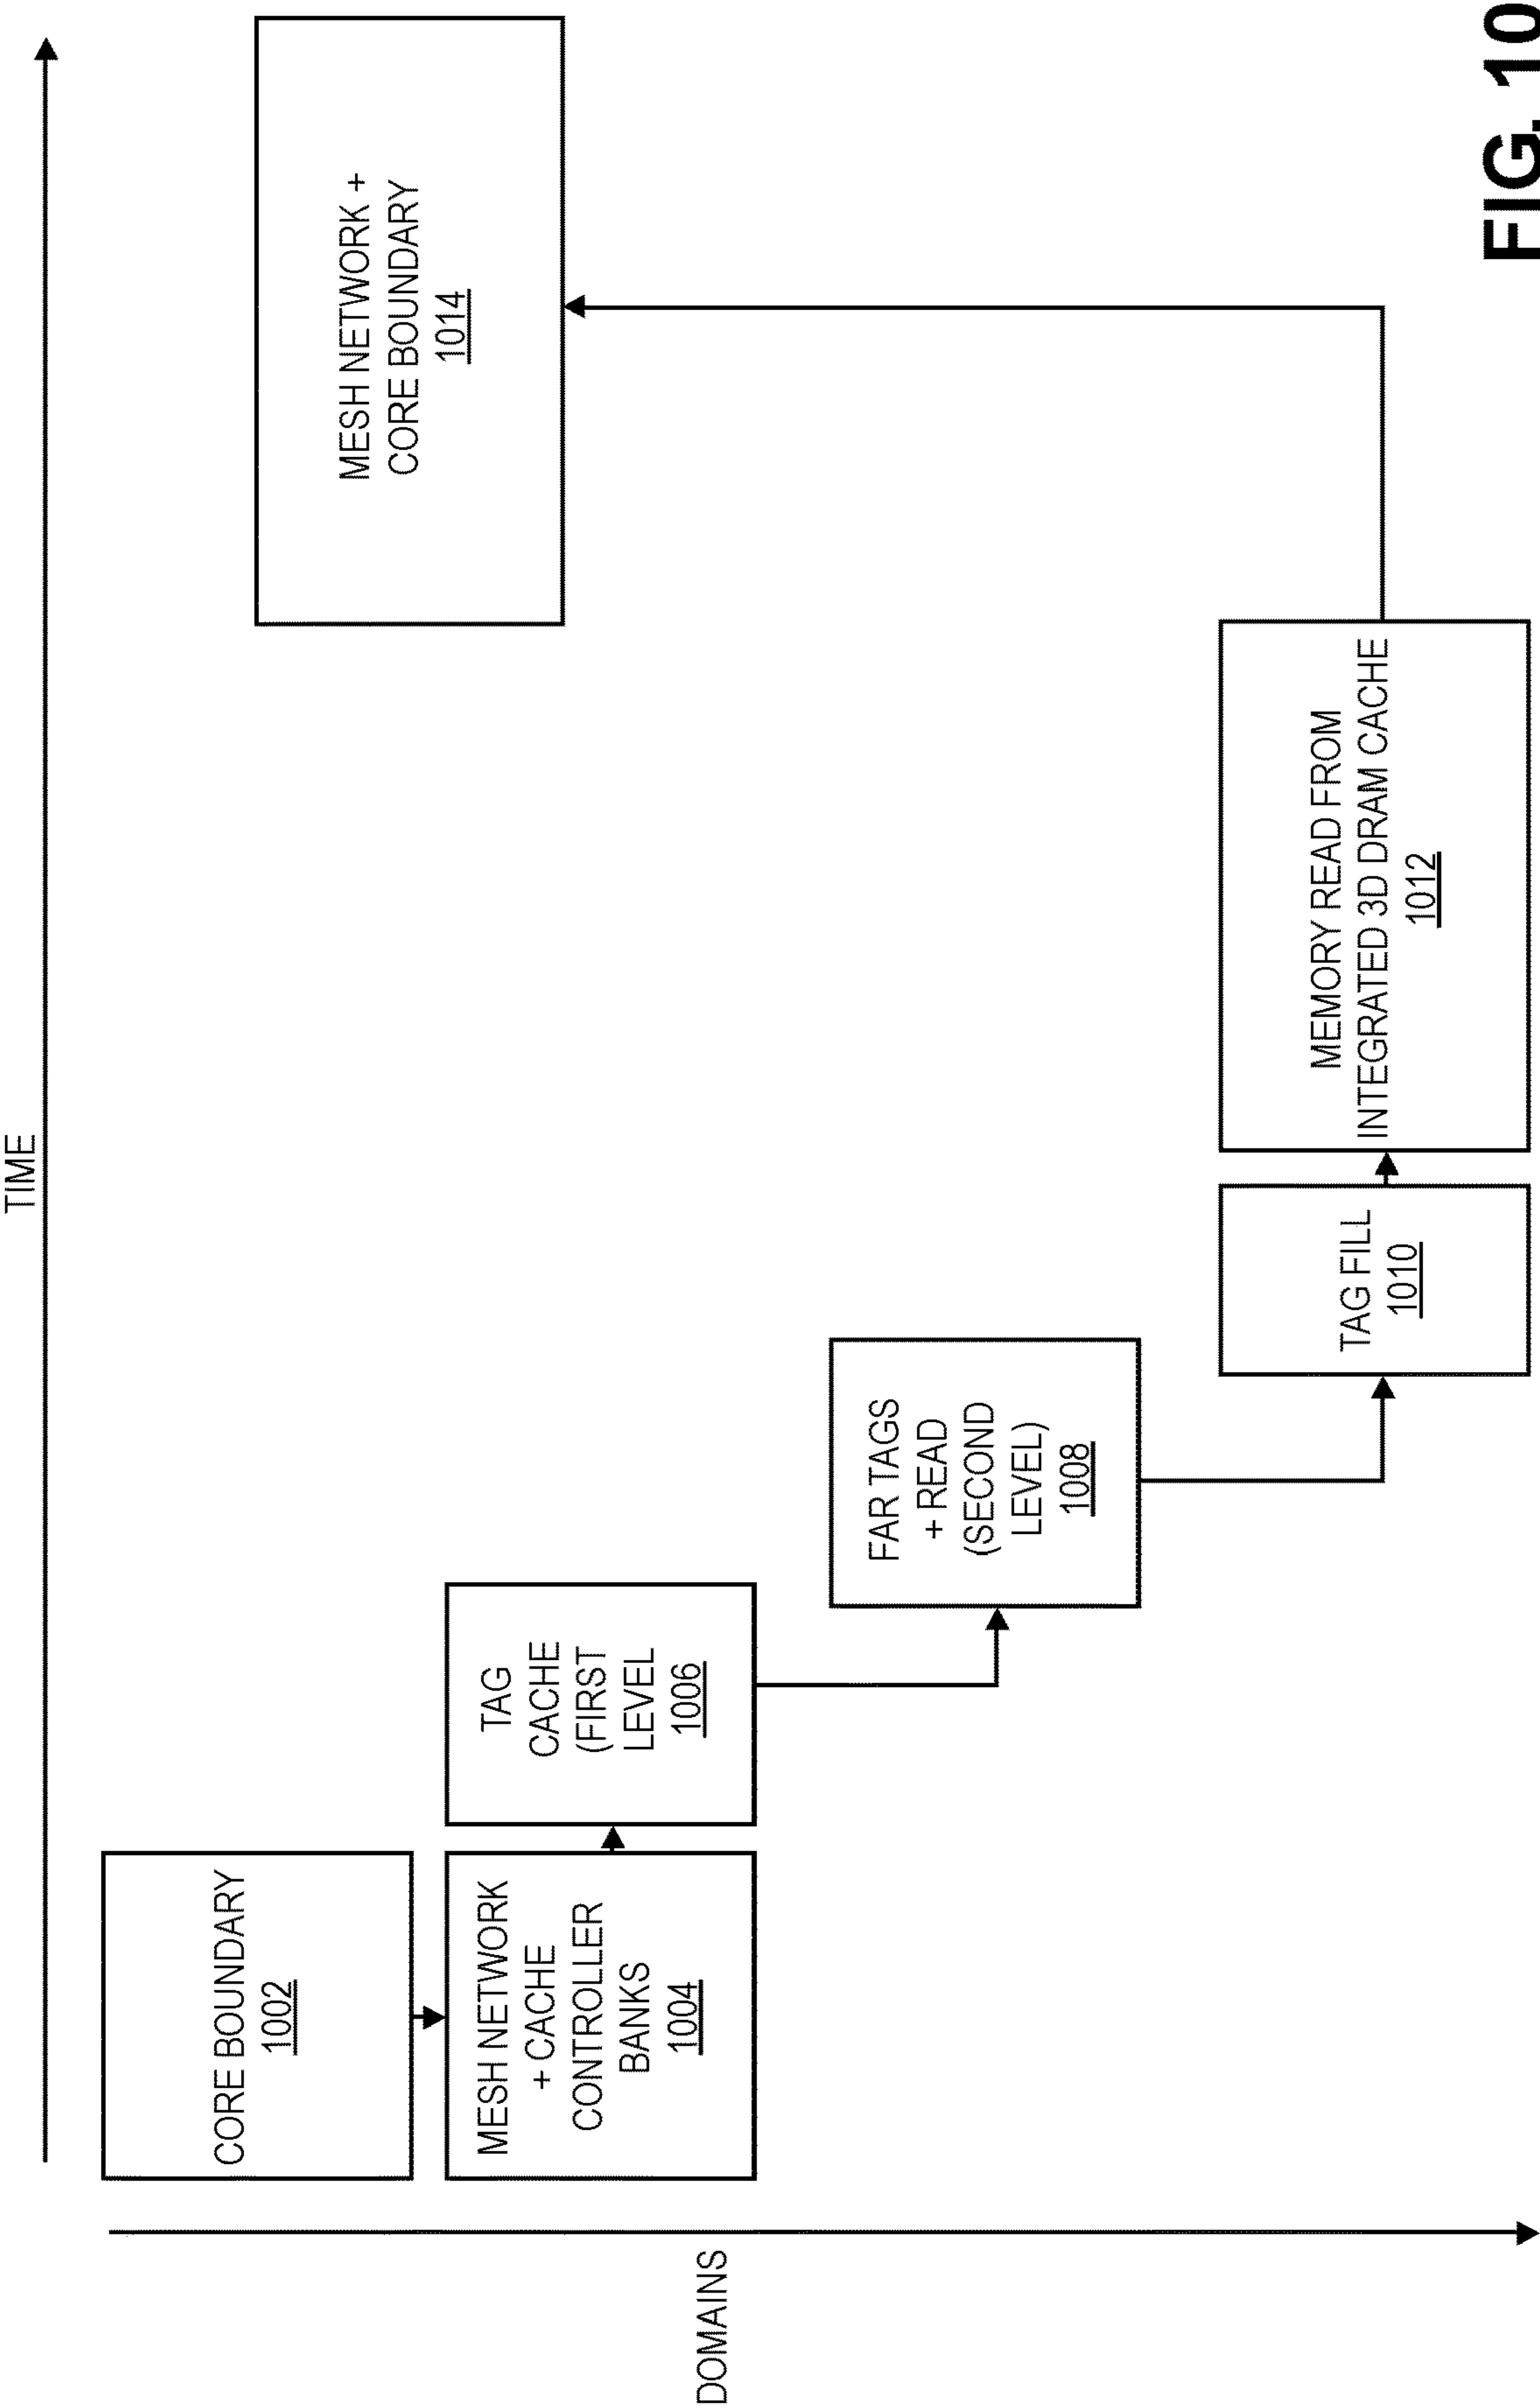 TIME
DOMAINS
CORE BOUNDARY
1002
MESH NETWORK
+ CACHE
CONTROLLER
BANKS
1004
TAG
CACHE
(FIRST
LEVEL
1006
FAR TAGS
+ READ
(SECOND
LEVEL)
1008
TAG FILL
1010
MEMORY READ FROM
INTEGRATED 3D DRAM CACHE
1012
MESH NETWORK +
CORE BOUNDARY
1014
FIG. 10